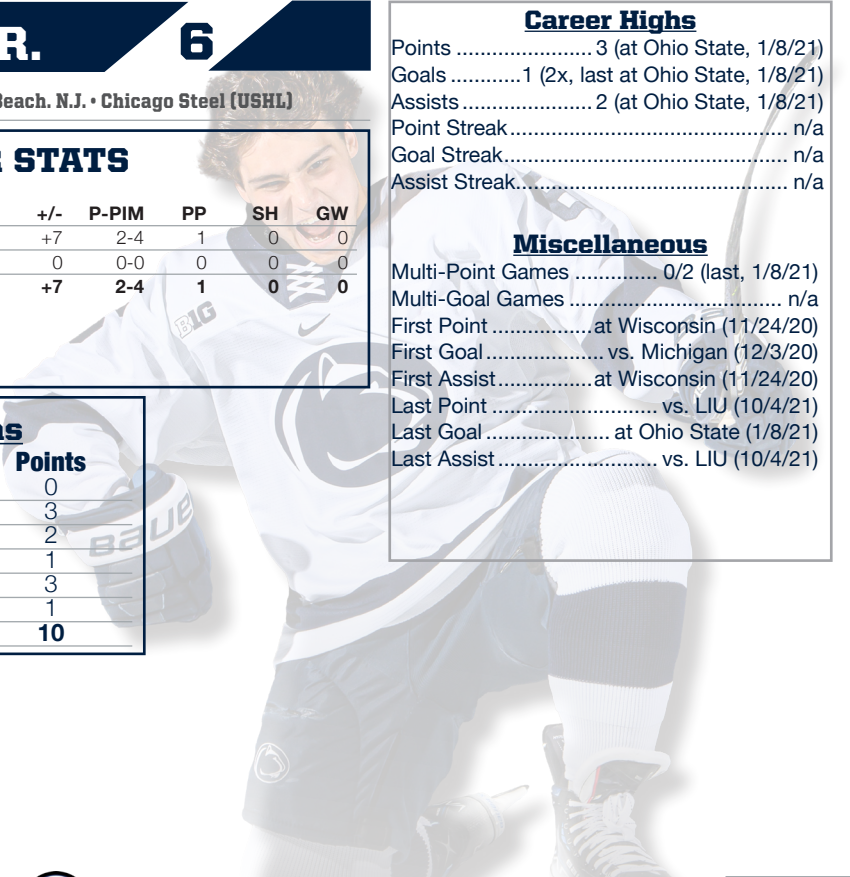 R. 6
Beach. N.J. • Chicago Steel (USHL)
STATS
+/- P-PIM PP SH GW
+7 2-4 1 0 0
0 0-0 0 0 0
+7 2-4 1 0 0
Points
0
3
2
1
3
1
10
Career Highs
Points ...................... 3 (at Ohio State, 1/8/21)
Goals ............1 (2x, last at Ohio State, 1/8/21)
Assists ..................... 2 (at Ohio State, 1/8/21)
Point Streak............................................. n/a
Goal Streak.............................................. n/a
Assist Streak............................................ n/a
Miscellaneous
Multi-Point Games ............. 0/2 (last, 1/8/21)
Multi-Goal Games ................................... n/a
First Point ................at Wisconsin (11/24/20)
First Goal................... vs. Michigan (12/3/20)
First Assist................at Wisconsin (11/24/20)
Last Point ........................... vs. LIU (10/4/21)
Last Goal .................... at Ohio State (1/8/21)
Last Assist.......................... vs. LIU (10/4/21)
B1G
BAUER